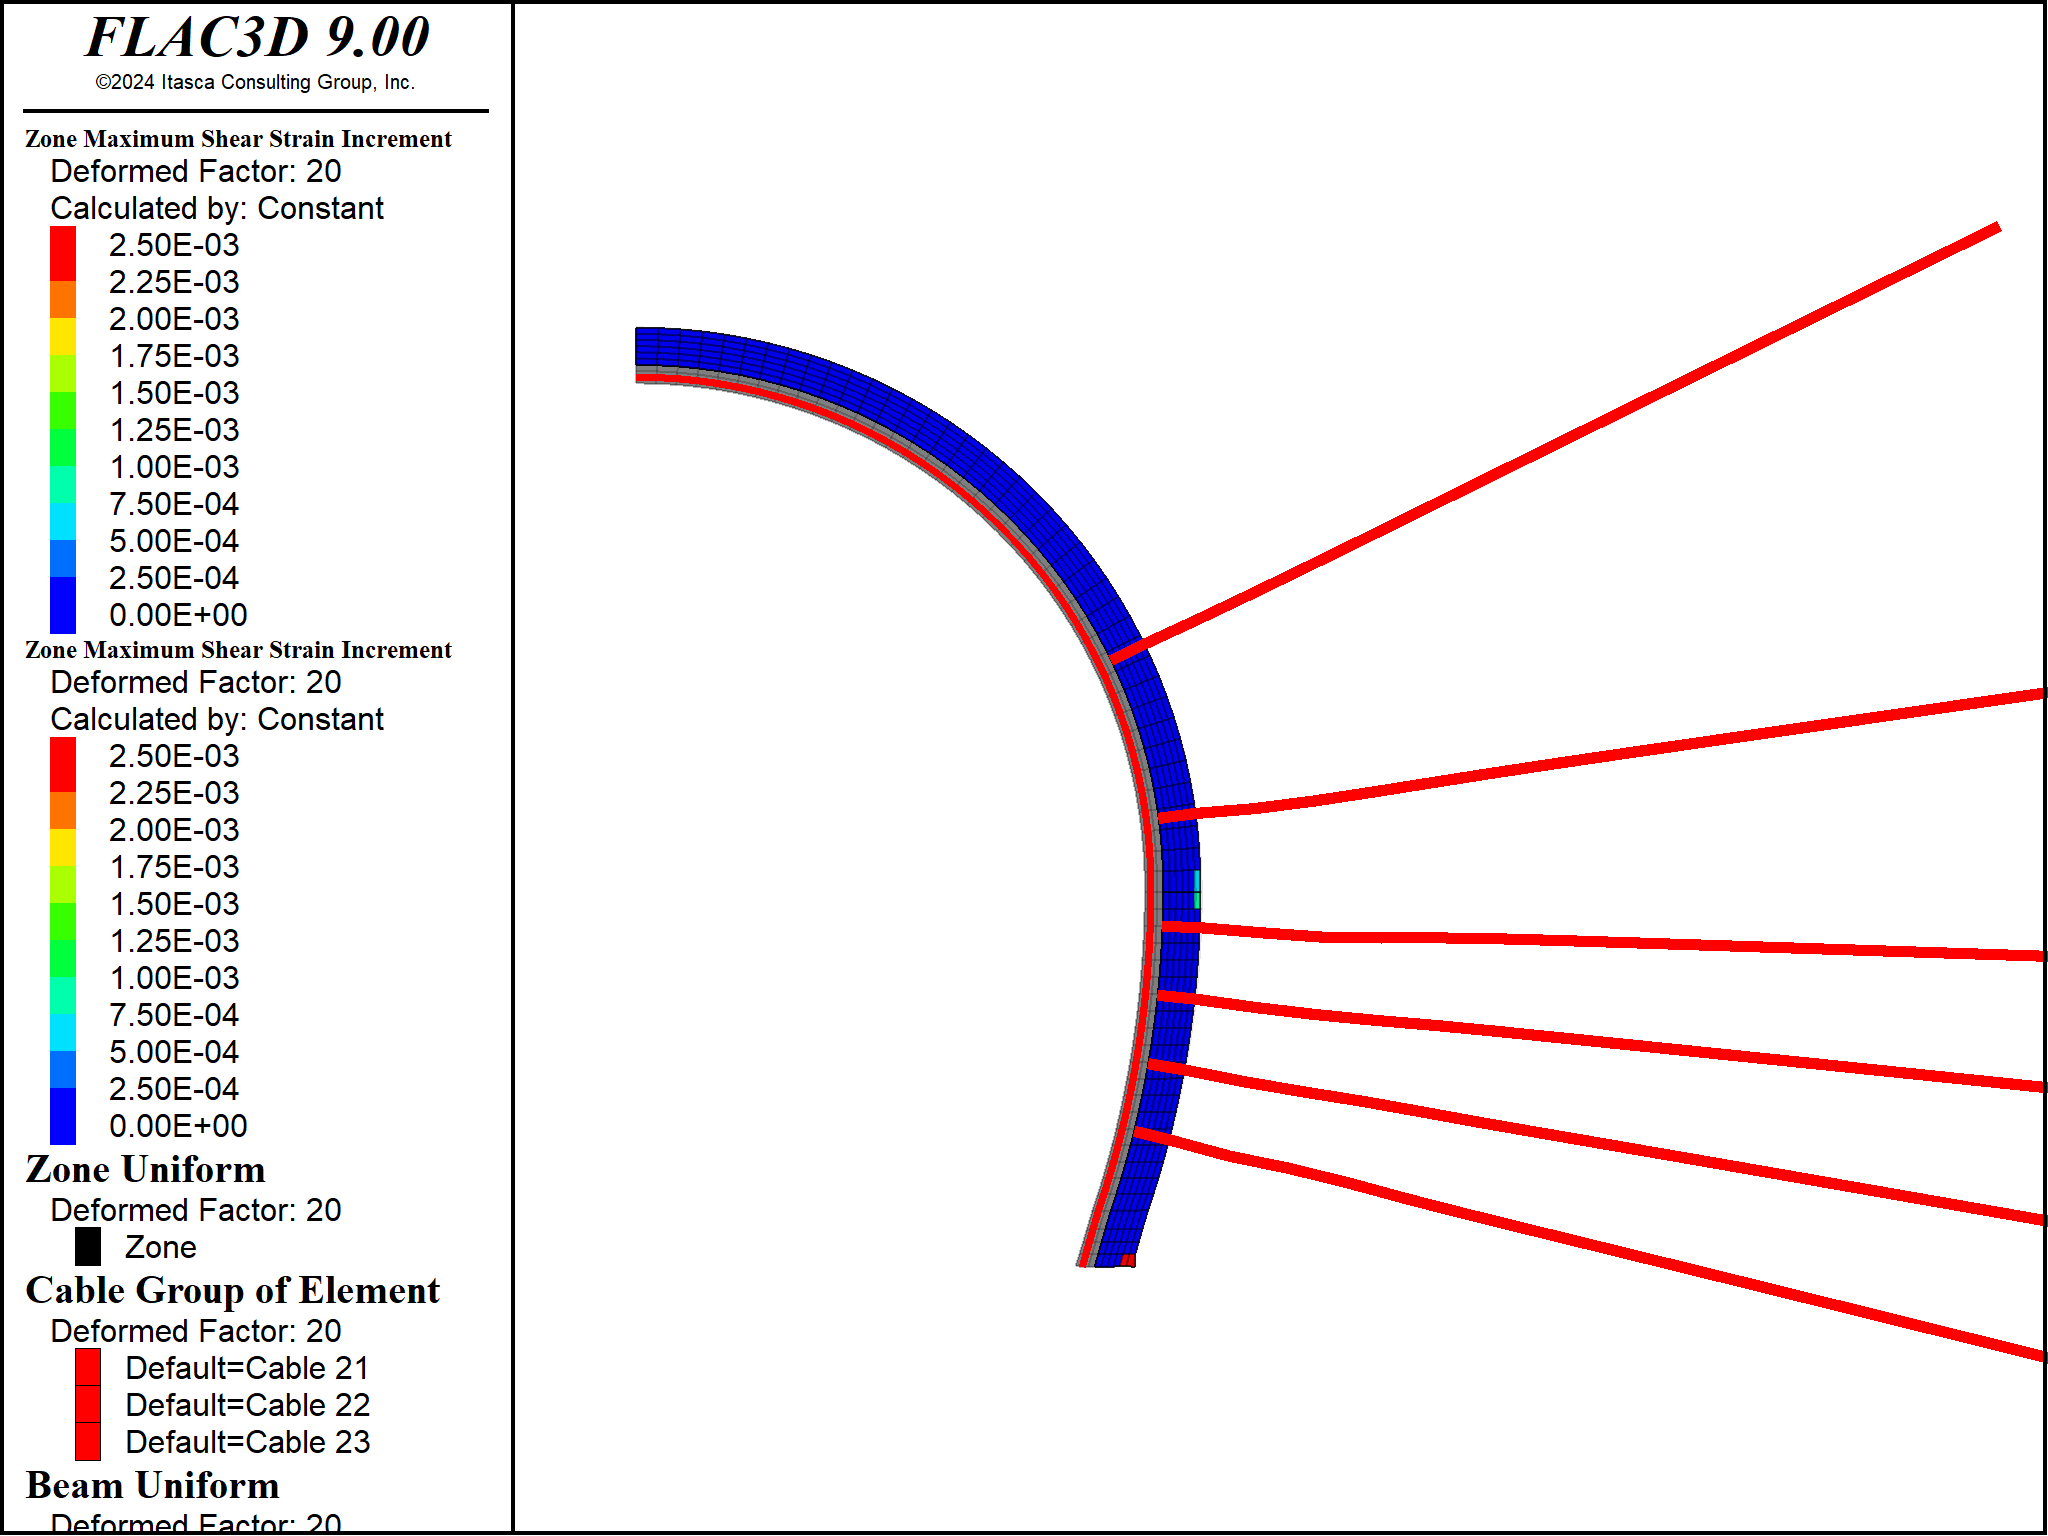 FLAC3D 9.00
©2024 Itasca Consulting Group, Inc.
Zone Maximum Shear Strain Increment
Deformed Factor: 20
Calculated by: Constant
2.50E-03
2.25E-03
2.00E-03
1.75E-03
1.50E-03
1.25E-03
1.00E-03
7.50E-04
5.00E-04
2.50E-04
0.00E+00
Zone Maximum Shear Strain Increment
Deformed Factor: 20
Calculated by: Constant
2.50E-03
2.25E-03
2.00E-03
1.75E-03
1.50E-03
1.25E-03
1.00E-03
7.50E-04
5.00E-04
2.50E-04
0.00E+00
Zone Uniform
Deformed Factor: 20
Zone
Cable Group of Element
Deformed Factor: 20
Default=Cable 21
Default=Cable 22
Default=Cable 23
Beam Uniform
Deformed Factor: 20